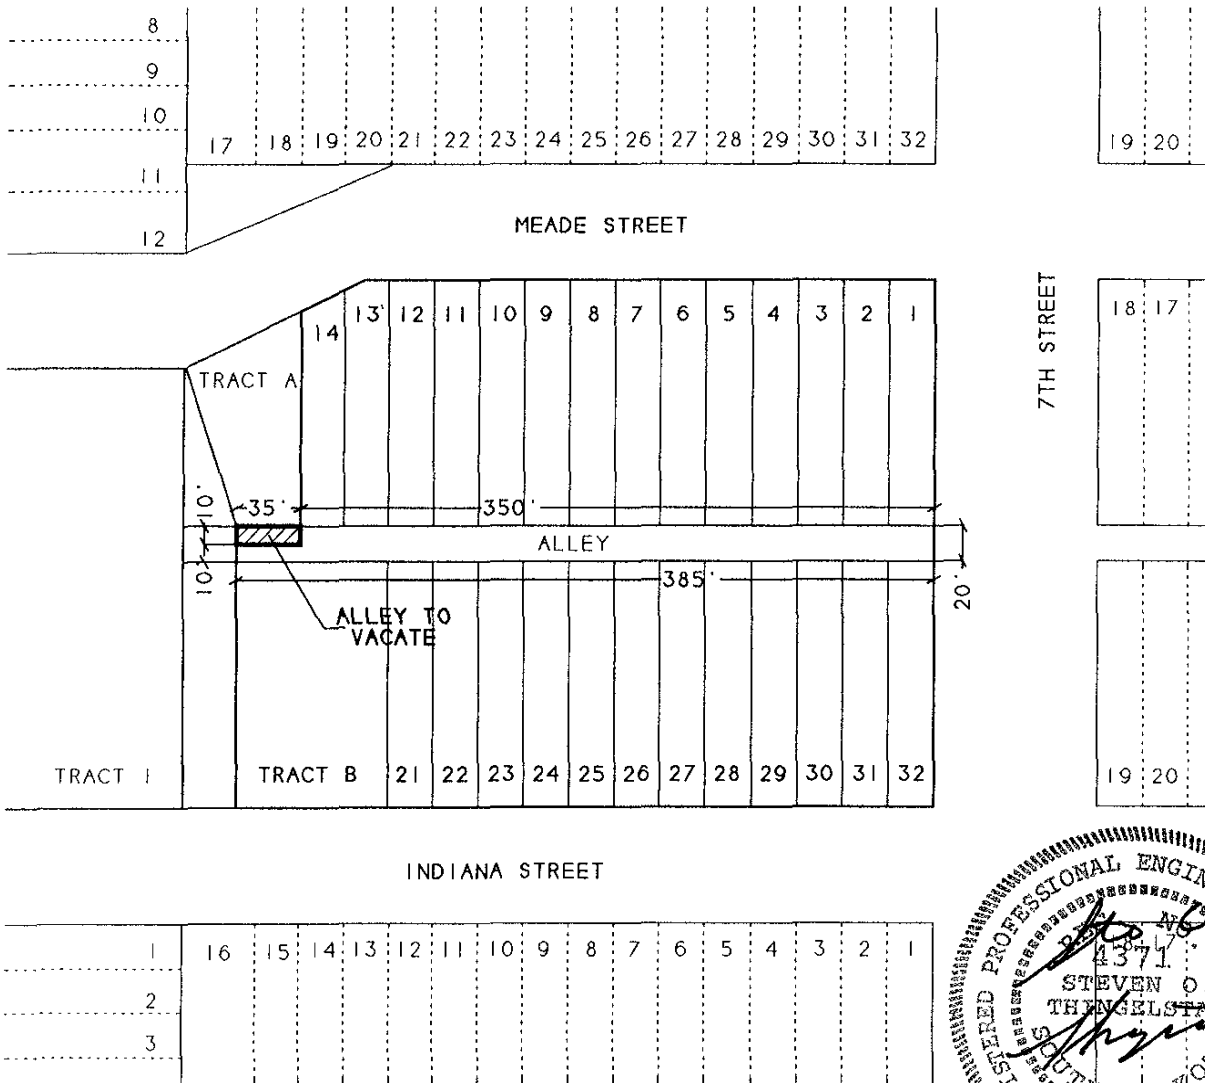 8
9
10
11
12
17 18 19 20 21 22 23 24 25 26 27 28 29 30 31 32
19 20
MEADE STREET
7TH STREET
14 13 12 11 10 9 8 7 6 5 4 3 2 1
18 17
TRACT A
10'
35'
350'
ALLEY
10'
385'
20'
ALLEY TO
VACATE
TRACT 1
TRACT B 21 22 23 24 25 26 27 28 29 30 31 32
19 20
INDIANA STREET
1
2
3
16 15 14 13 12 11 10 9 8 7 6 5 4 3 2 1
PROFESSIONAL
4371
STEVEN O